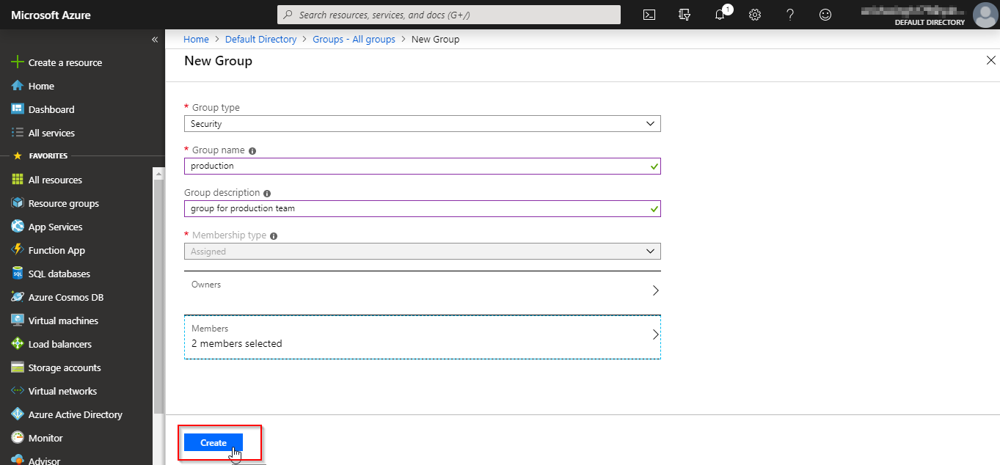 Microsoft Azure
Search resources, services, and docs (G+/)
1
DEFAULT DIRECTORY
«
Home > Default Directory > Groups - All groups > New Group
New Group
Create a resource
Home
Dashboard
All services
FAVORITES
All resources
Resource groups
App Services
Function App
SQL databases
Azure Cosmos DB
Virtual machines
Load balancers
Storage accounts
Virtual networks
Azure Active Directory
Monitor
Advisor
* Group type
Security
* Group name
production
Group description
group for production team
* Membership type
Assigned
Owners
Members
2 members selected
Create